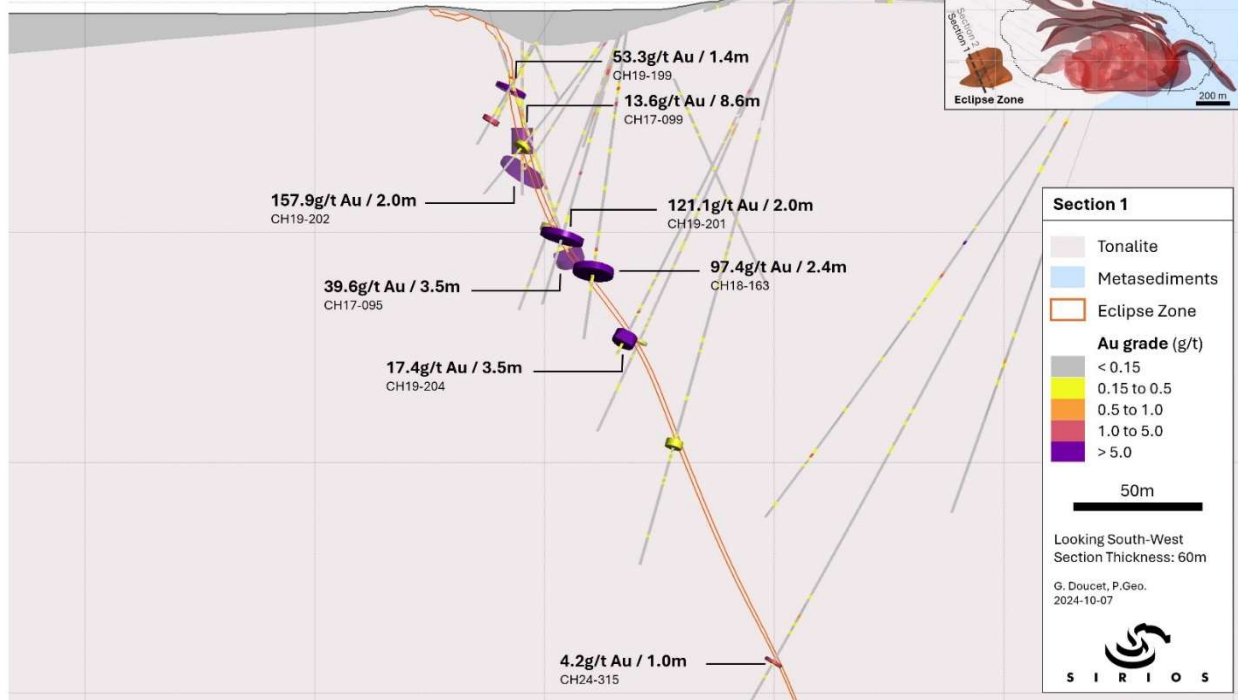 53.3g/t Au / 1.4m
CH19-199
13.6g/t Au / 8.6m
CH17-099
157.9g/t Au / 2.0m
CH19-202
121.1g/t Au / 2.0m
CH19-201
39.6g/t Au / 3.5m
CH17-095
97.4g/t Au / 2.4m
CH18-163
17.4g/t Au / 3.5m
CH19-204
4.2g/t Au / 1.0m
CH24-315
Section 2
Section 1
Eclipse Zone
200 m
Section 1
Tonalite
Metasediments
Eclipse Zone
Au grade (g/t)
< 0.15
0.15 to 0.5
0.5 to 1.0
1.0 to 5.0
> 5.0
50m
Looking South-West
Section Thickness: 60m
G. Doucet, P.Geo.
2024-10-07
SIRIOS